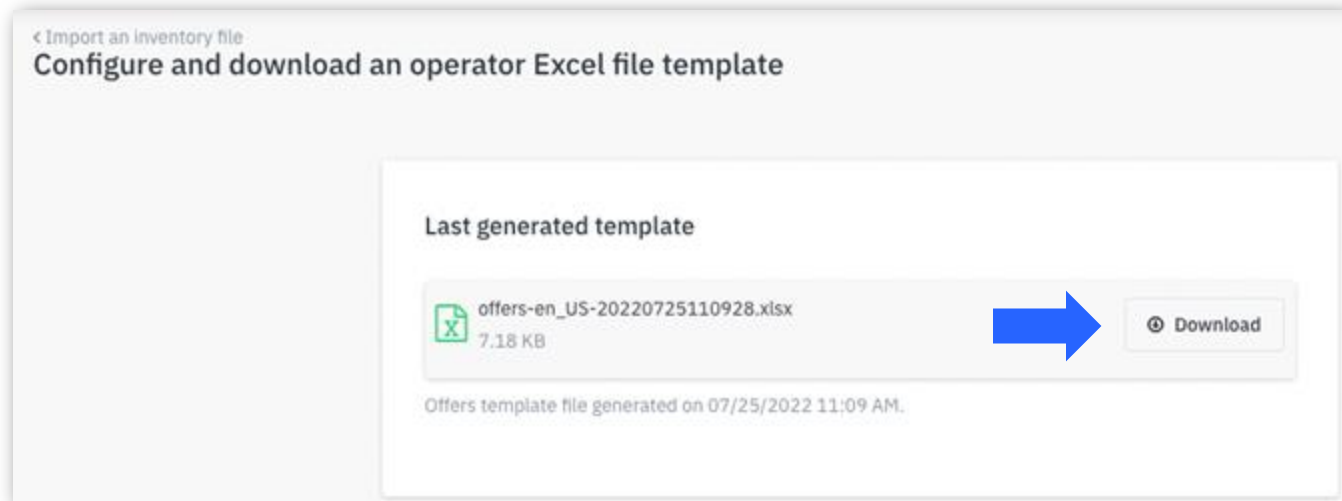 < Import an inventory file
Configure and download an operator Excel file template
Last generated template
offers-en_US-20220725110928.xlsx
7.18 KB
Download
Offers template file generated on 07/25/2022 11:09 AM.